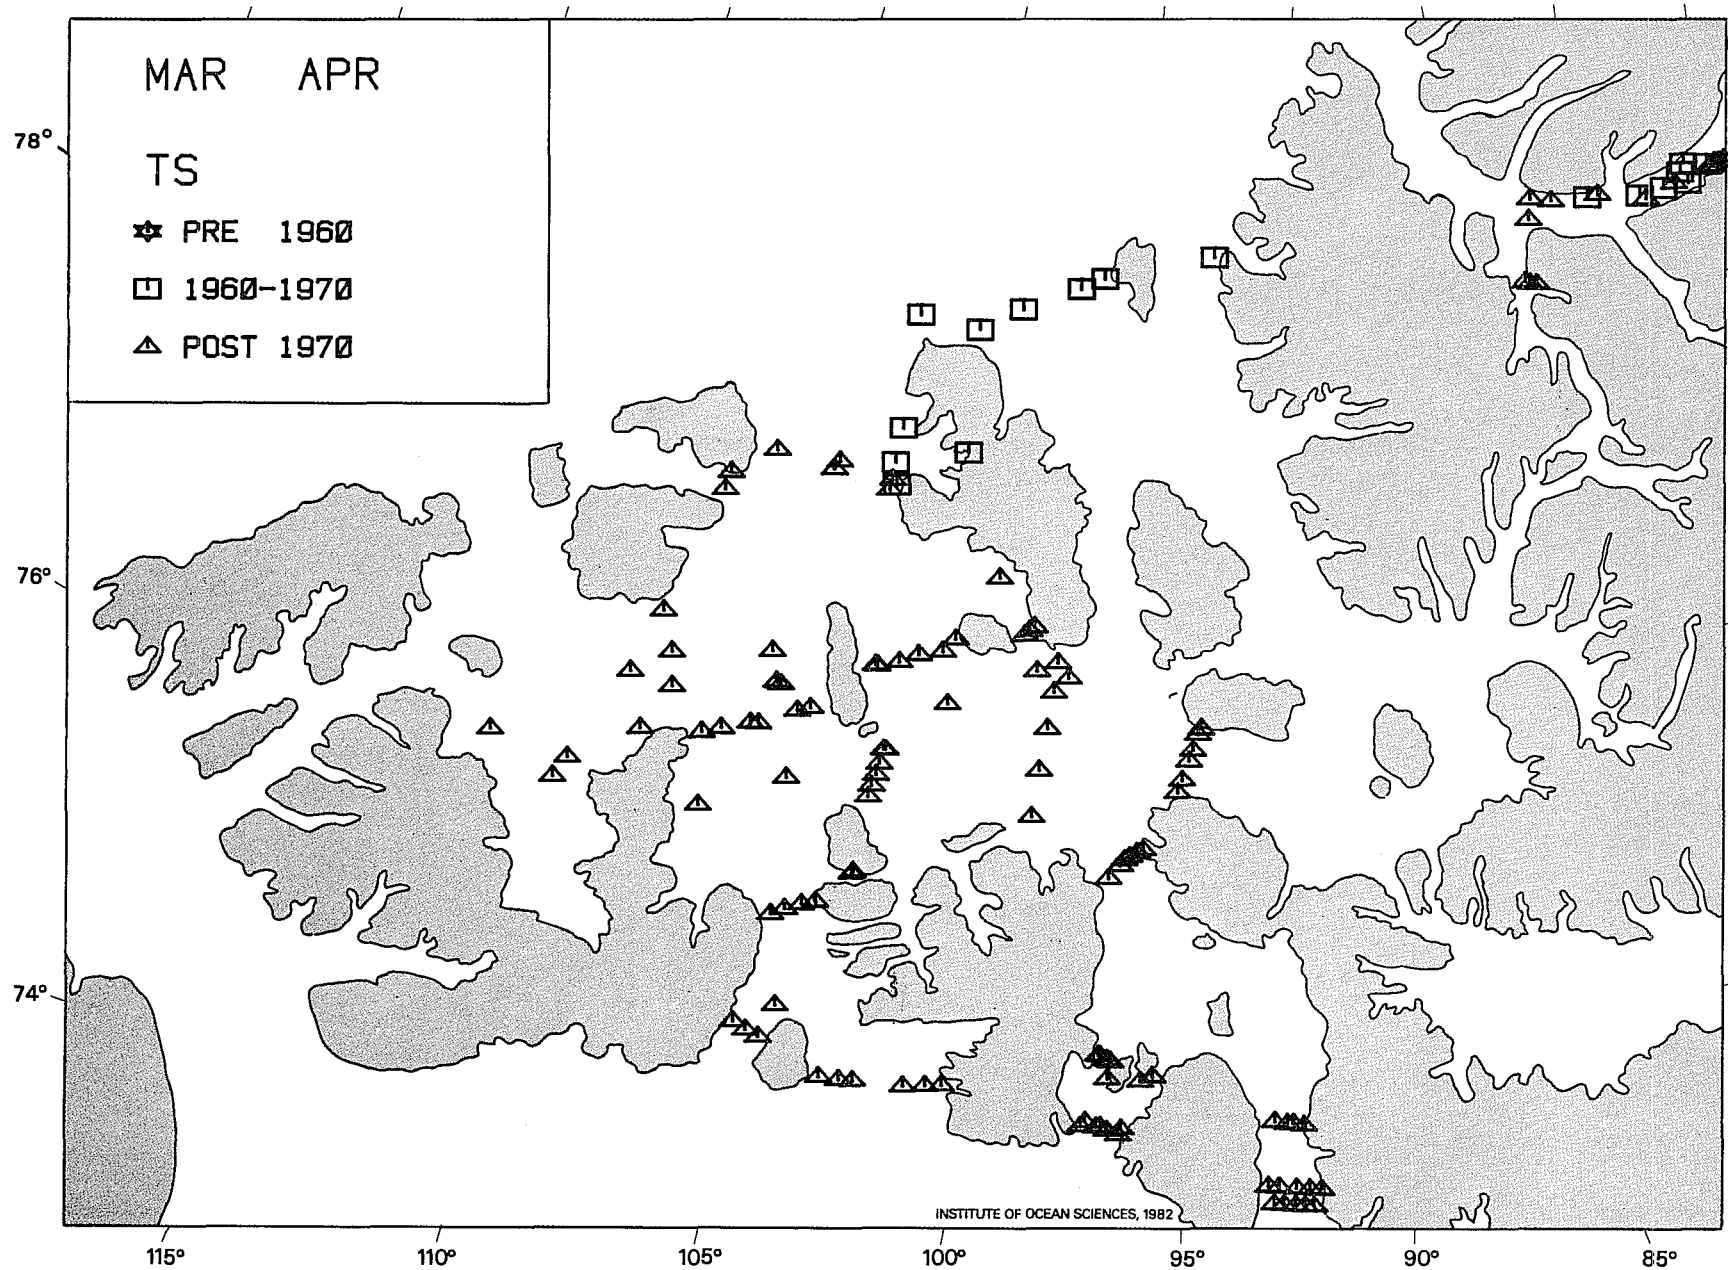 MAR APR
TS
PRE 1960
1960-1970
POST 1970
78°
76°
74°
INSTITUTE OF OCEAN SCIENCES, 1982
115° 110° 105° 100° 95° 90° 85°